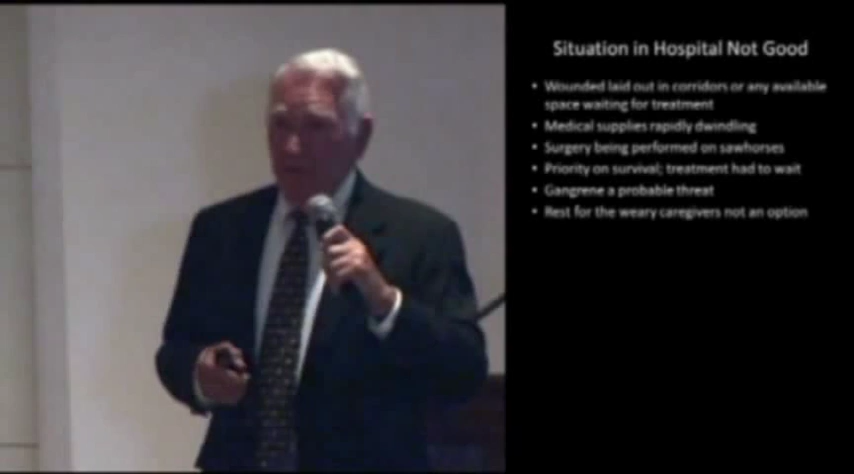 Situation in Hospital Not Good
• Wounded laid out in corridors or any available
space waiting for treatment
• Medical supplies rapidly dwindling
• Surgery being performed on sawhorses
• Priority on survival; treatment had to wait
• Gangrene a probable threat
• Rest for the weary caregivers not an option